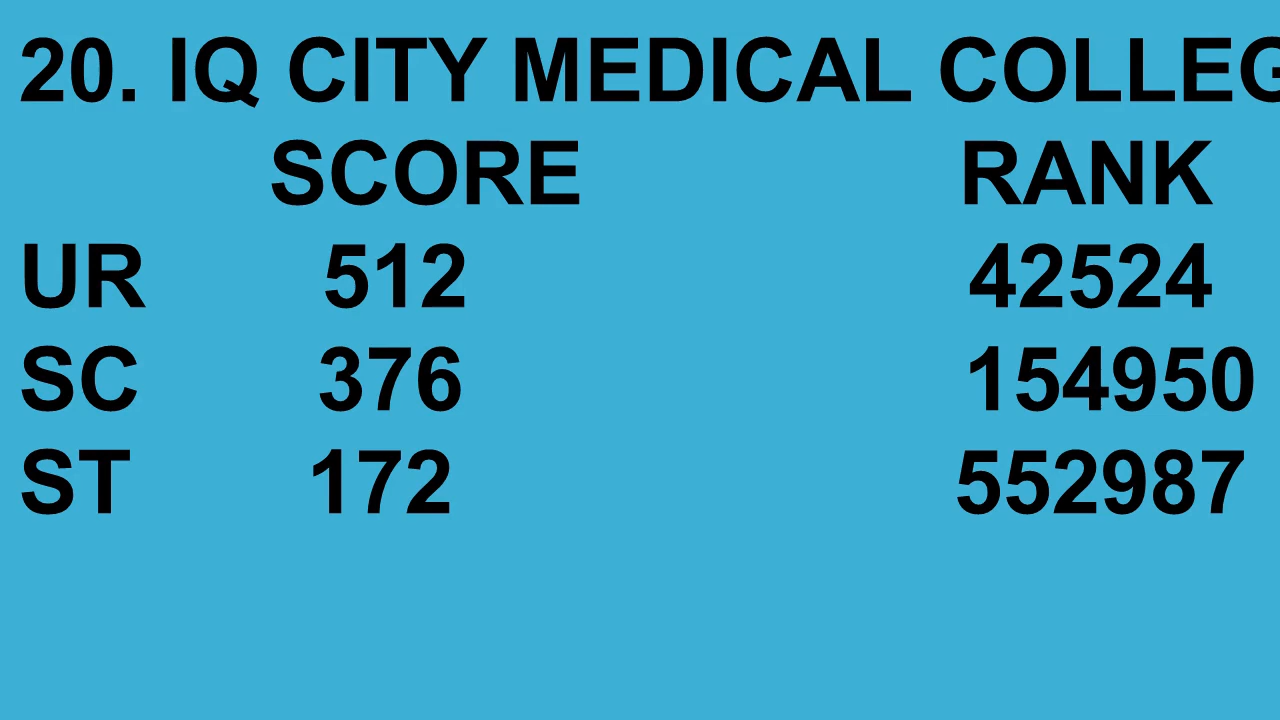 20. IQ CITY MEDICAL COLLEG
SCORE RANK
UR 512 42524
SC 376 154950
ST 172 552987